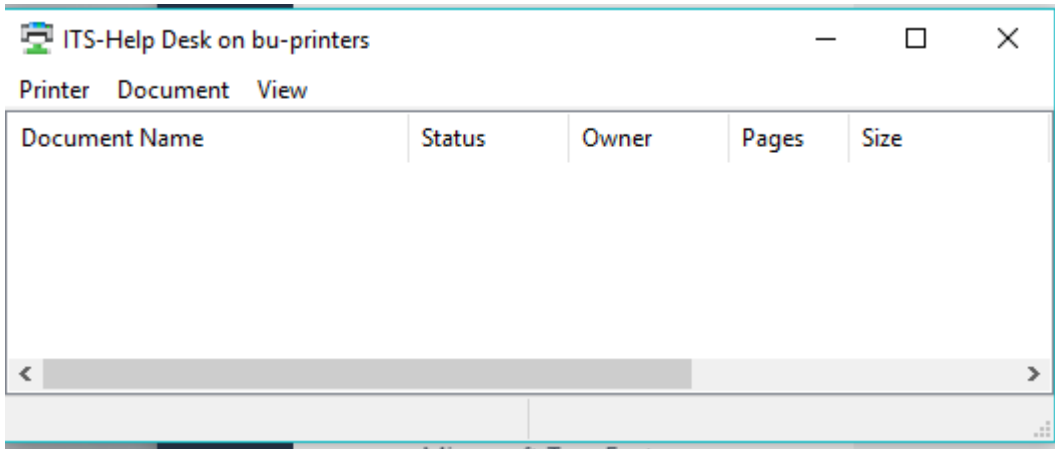 ITS-Help Desk on bu-printers
Printer Document View
Document Name Status Owner Pages Size